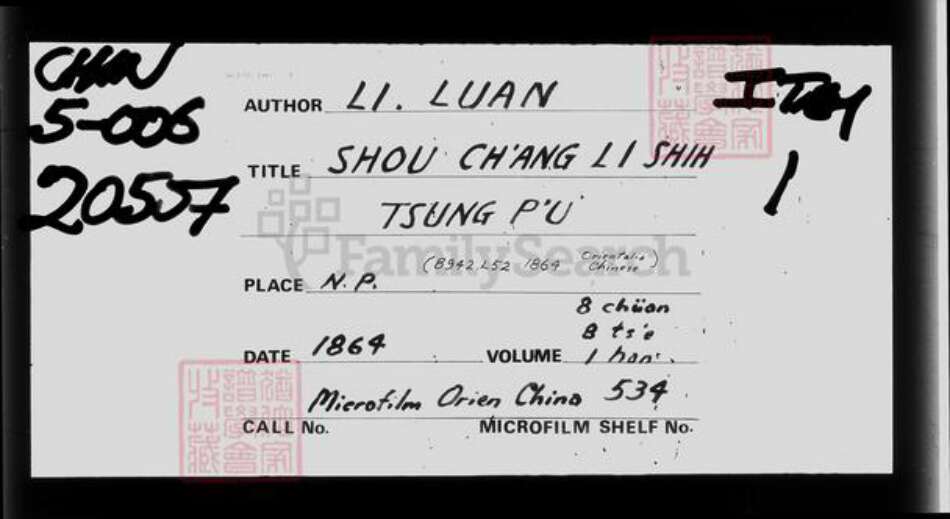 CHIN
5-006
20557
ITEM
1
AUTHOR LI. LUAN
TITLE SHOU CH'ANG LI SHIH
TSUNG P'U
FamilySearch
(B942.L52 1864 Orientalia Chinese)
PLACE N.P.
8 chüan
8 ts'e
DATE 1864 VOLUME 1 han.
Microfilm Orien China 534
CALL No. MICROFILM SHELF No.